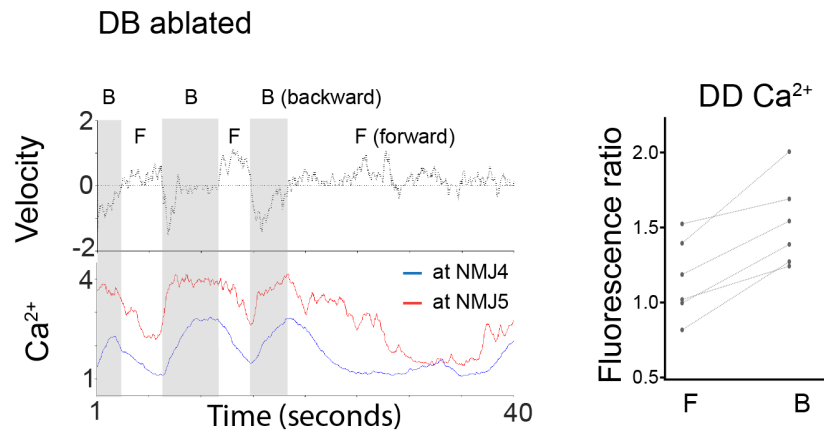 DB ablated
B
B
B (backward)
F
F
F (forward)
Velocity
2
0
-2
Ca²⁺
4
1
at NMJ4
at NMJ5
1
Time (seconds)
40
DD Ca²⁺
Fluorescence ratio
2.0
1.5
1.0
0.5
F
B